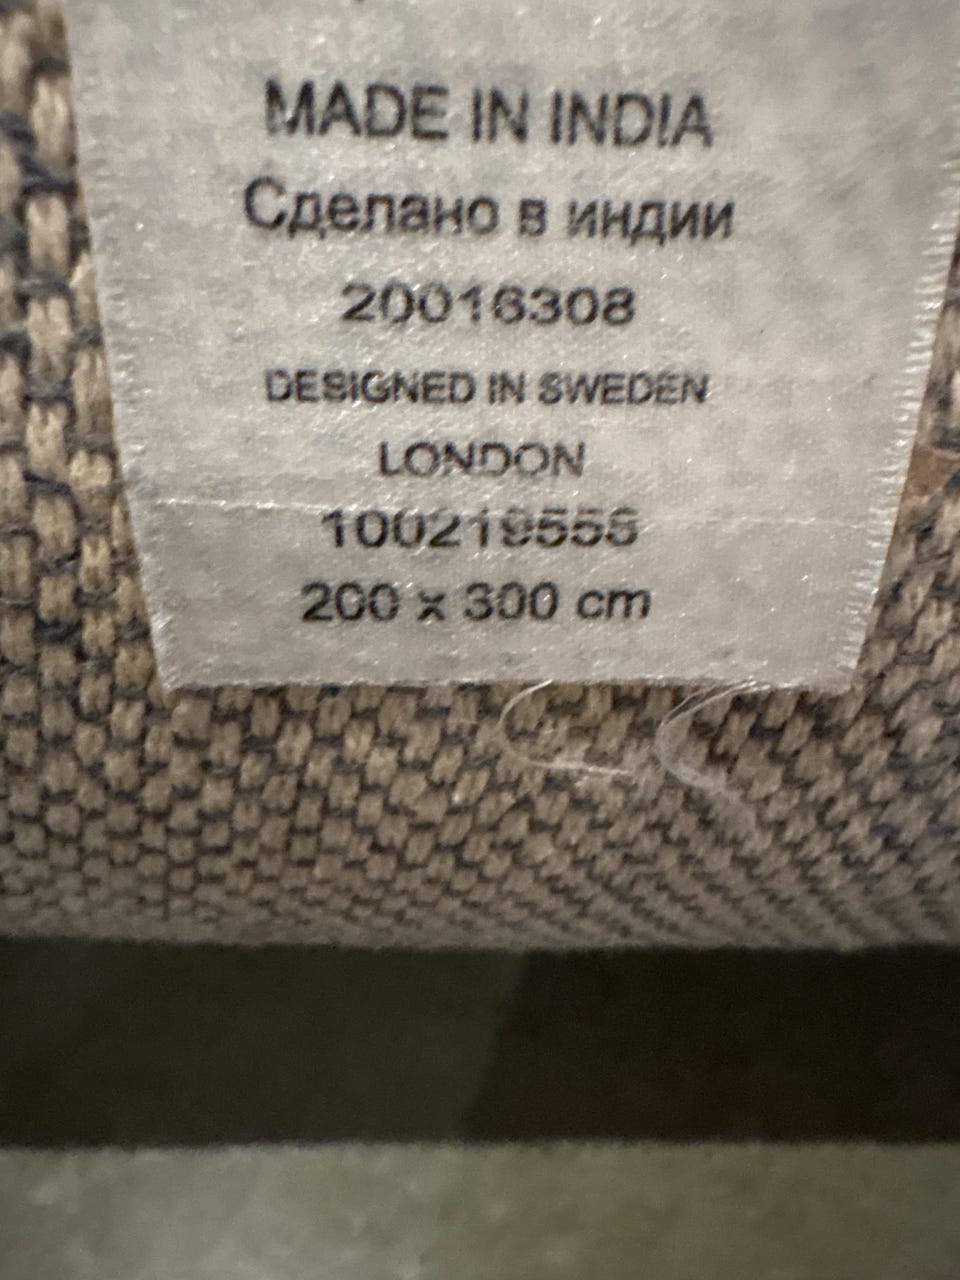 MADE IN INDIA
Сделано в индии
20016308
DESIGNED IN SWEDEN
LONDON
100219555
200 x 300 cm